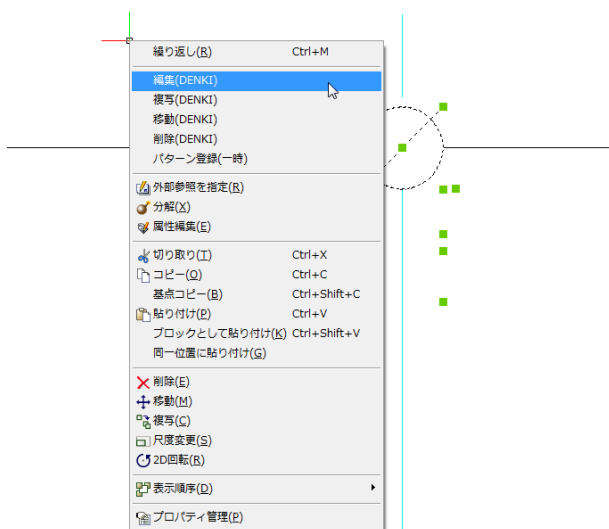 繰り返し(R) Ctrl+M
編集(DENKI)
複写(DENKI)
移動(DENKI)
削除(DENKI)
パターン登録(一時)
外部参照を指定(R)
分解(X)
属性編集(E)
切り取り(T) Ctrl+X
コピー(O) Ctrl+C
基点コピー(B) Ctrl+Shift+C
貼り付け(P) Ctrl+V
ブロックとして貼り付け(K) Ctrl+Shift+V
同一位置に貼り付け(G)
削除(E)
移動(M)
複写(C)
尺度変更(S)
2D回転(R)
表示順序(D)
プロパティ管理(P)